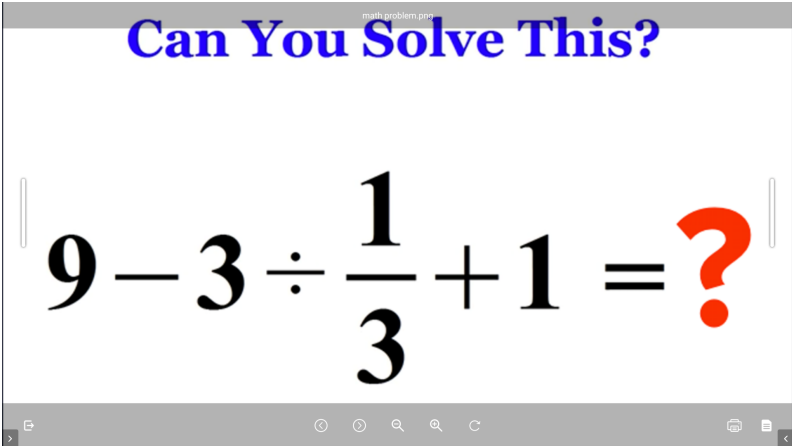 math problem.png
Can You Solve This?
9 − 3 ÷ 1/3 + 1 = ?